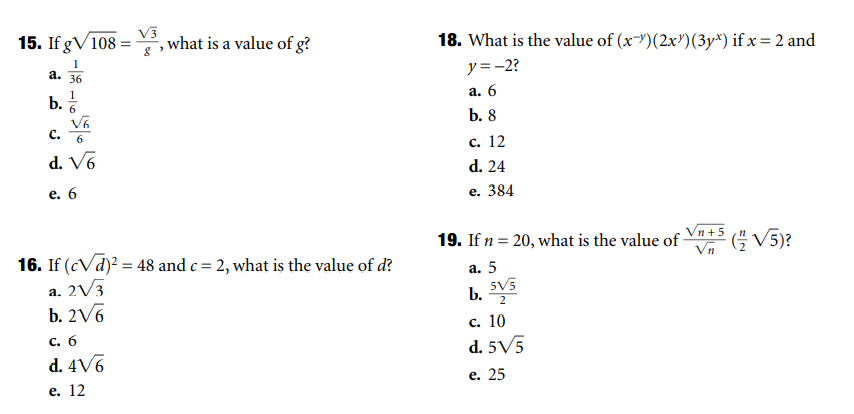 15. If g√108 = √3/g, what is a value of g?
a. 1/36
b. 1/6
c. √6/6
d. √6
e. 6
16. If (c√d)² = 48 and c = 2, what is the value of d?
a. 2√3
b. 2√6
c. 6
d. 4√6
e. 12
18. What is the value of (x⁻ʸ)(2xʸ)(3yˣ) if x = 2 and
y = –2?
a. 6
b. 8
c. 12
d. 24
e. 384
19. If n = 20, what is the value of √(n + 5)/√n (n/2 √5)?
a. 5
b. 5√5/2
c. 10
d. 5√5
e. 25